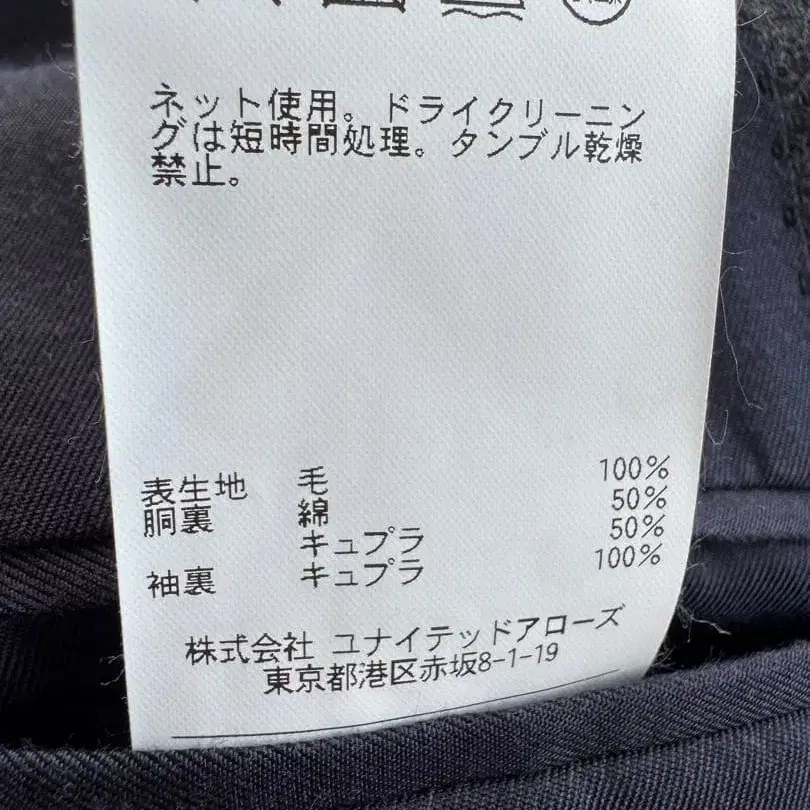 ネット使用。ドライクリーニン
グは短時間処理。タンブル乾燥
禁止。
表生地 毛 100%
胴裏 綿 50%
キュプラ 50%
袖裏 キュプラ 100%
株式会社 ユナイテッドアローズ
東京都港区赤坂8-1-19